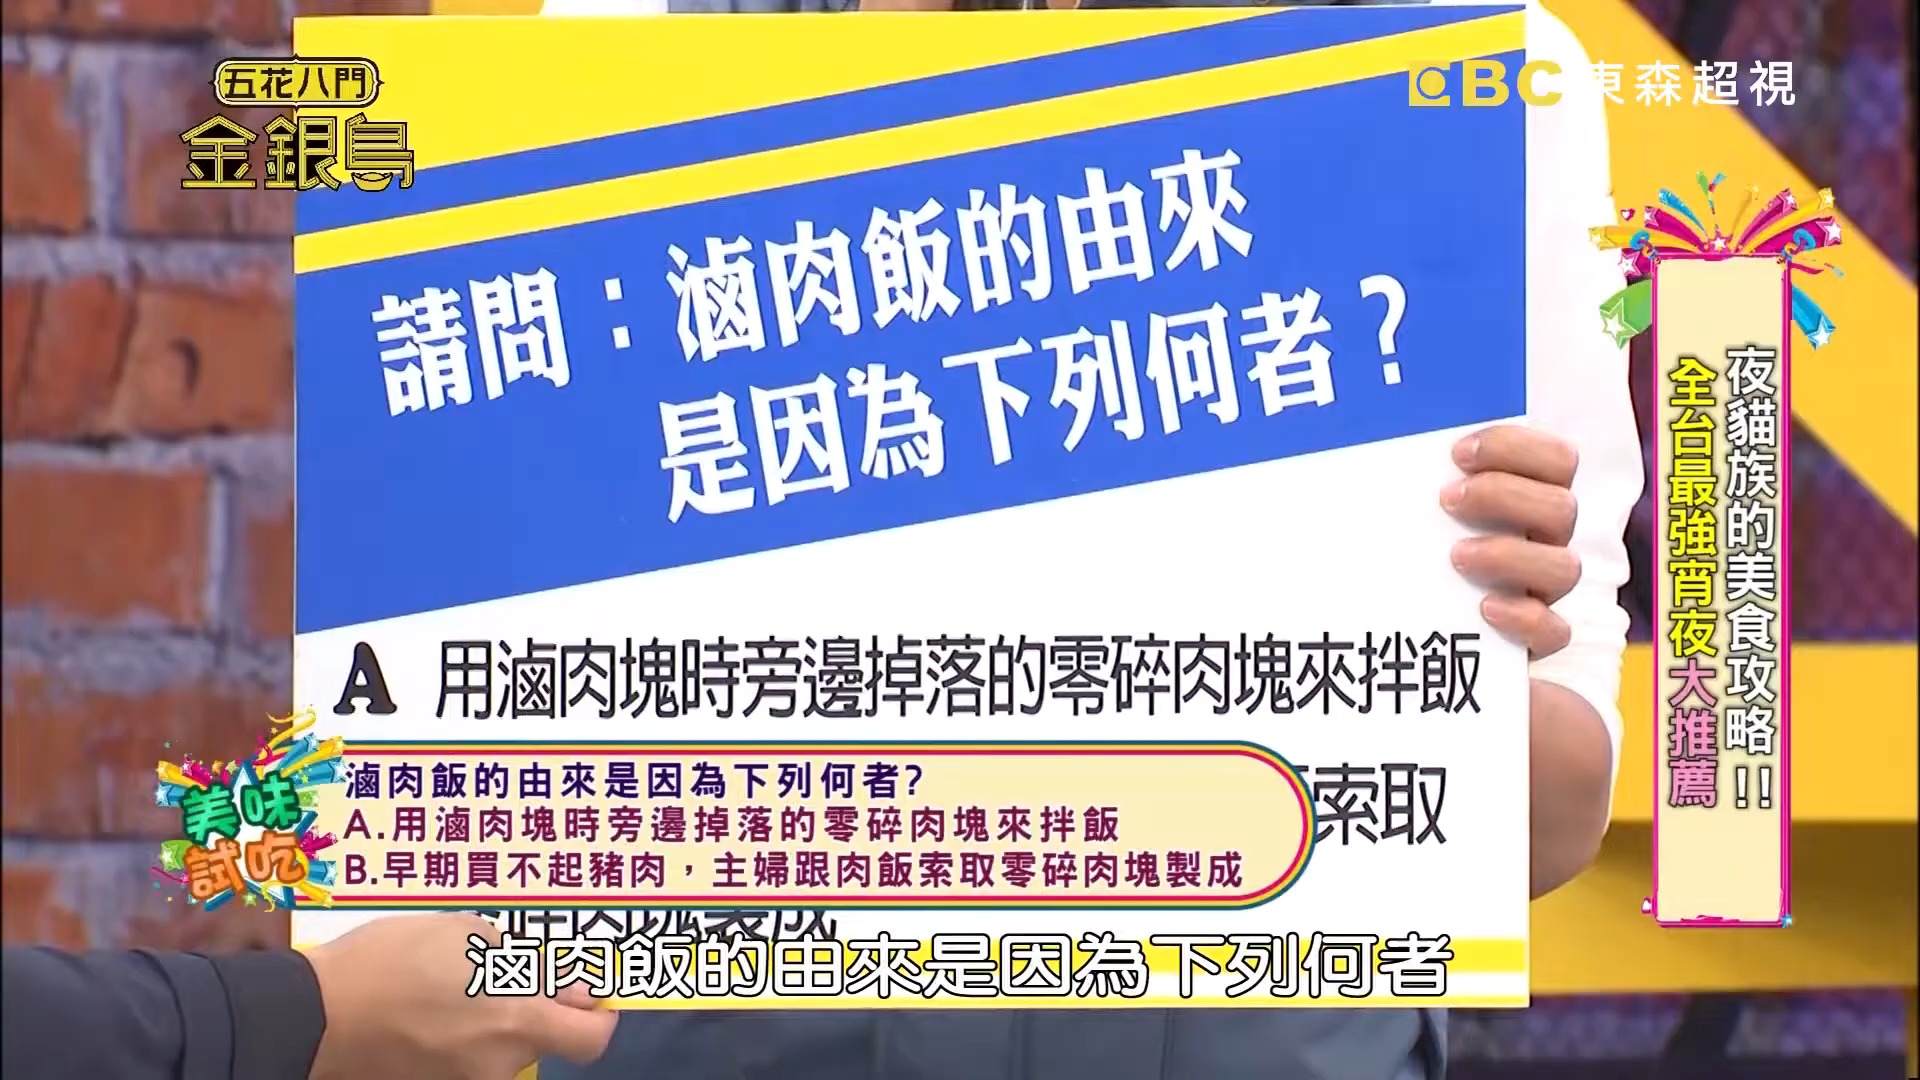 五花八門
金銀島
EBC 東森超視
請問：滷肉飯的由來
是因為下列何者？
A 用滷肉塊時旁邊掉落的零碎肉塊來拌飯
索取
零碎肉塊製成
夜貓族的美食攻略!!
全台最強宵夜大推薦
美味
試吃
滷肉飯的由來是因為下列何者?
A.用滷肉塊時旁邊掉落的零碎肉塊來拌飯
B.早期買不起豬肉，主婦跟肉飯索取零碎肉塊製成
滷肉飯的由來是因為下列何者